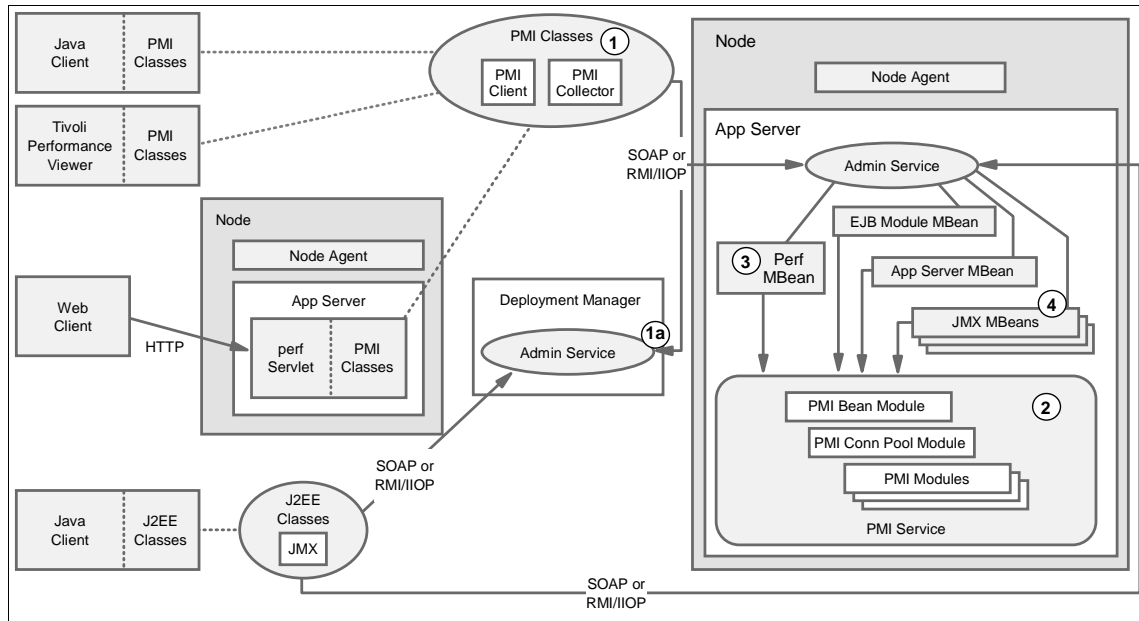 Java
Client
PMI
Classes
Tivoli
Performance
Viewer
PMI
Classes
PMI Classes
1
PMI
Client
PMI
Collector
SOAP or
RMI/IIOP
Node
Node Agent
App Server
perf
Servlet
PMI
Classes
Web
Client
HTTP
Deployment Manager
1a
Admin Service
SOAP or
RMI/IIOP
Java
Client
J2EE
Classes
J2EE
Classes
JMX
SOAP or
RMI/IIOP
Node
Node Agent
App Server
Admin Service
EJB Module MBean
3
Perf
MBean
App Server MBean
4
JMX MBeans
2
PMI Bean Module
PMI Conn Pool Module
PMI Modules
PMI Service